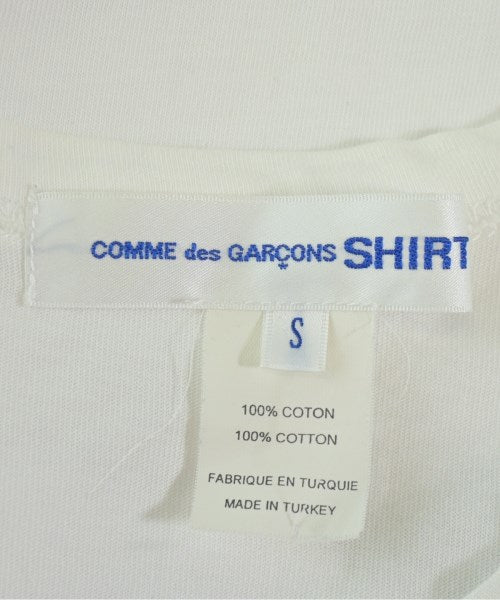 COMME des GARÇONS SHIRT
S
100% COTON
100% COTTON
FABRIQUE EN TURQUIE
MADE IN TURKEY